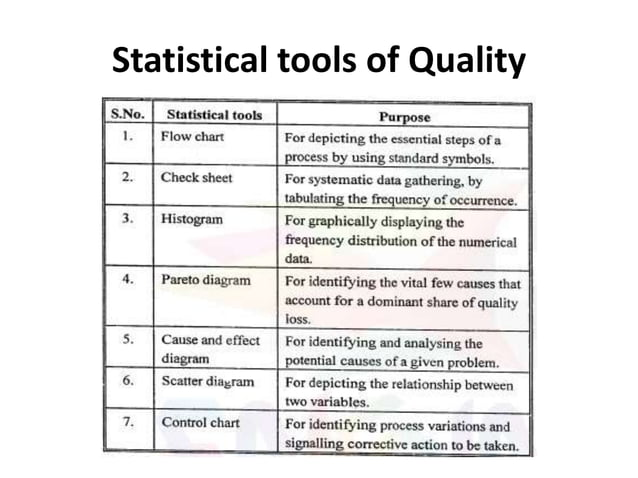 Statistical tools of Quality
S.No. Statistical tools Purpose
1. Flow chart For depicting the essential steps of a
process by using standard symbols.
2. Check sheet For systematic data gathering, by
tabulating the frequency of occurrence.
3. Histogram For graphically displaying the
frequency distribution of the numerical
data.
4. Pareto diagram For identifying the vital few causes that
account for a dominant share of quality
loss.
5. Cause and effect For identifying and analysing the
diagram potential causes of a given problem.
6. Scatter diagram For depicting the relationship between
two variables.
7. Control chart For identifying process variations and
signalling corrective action to be taken.